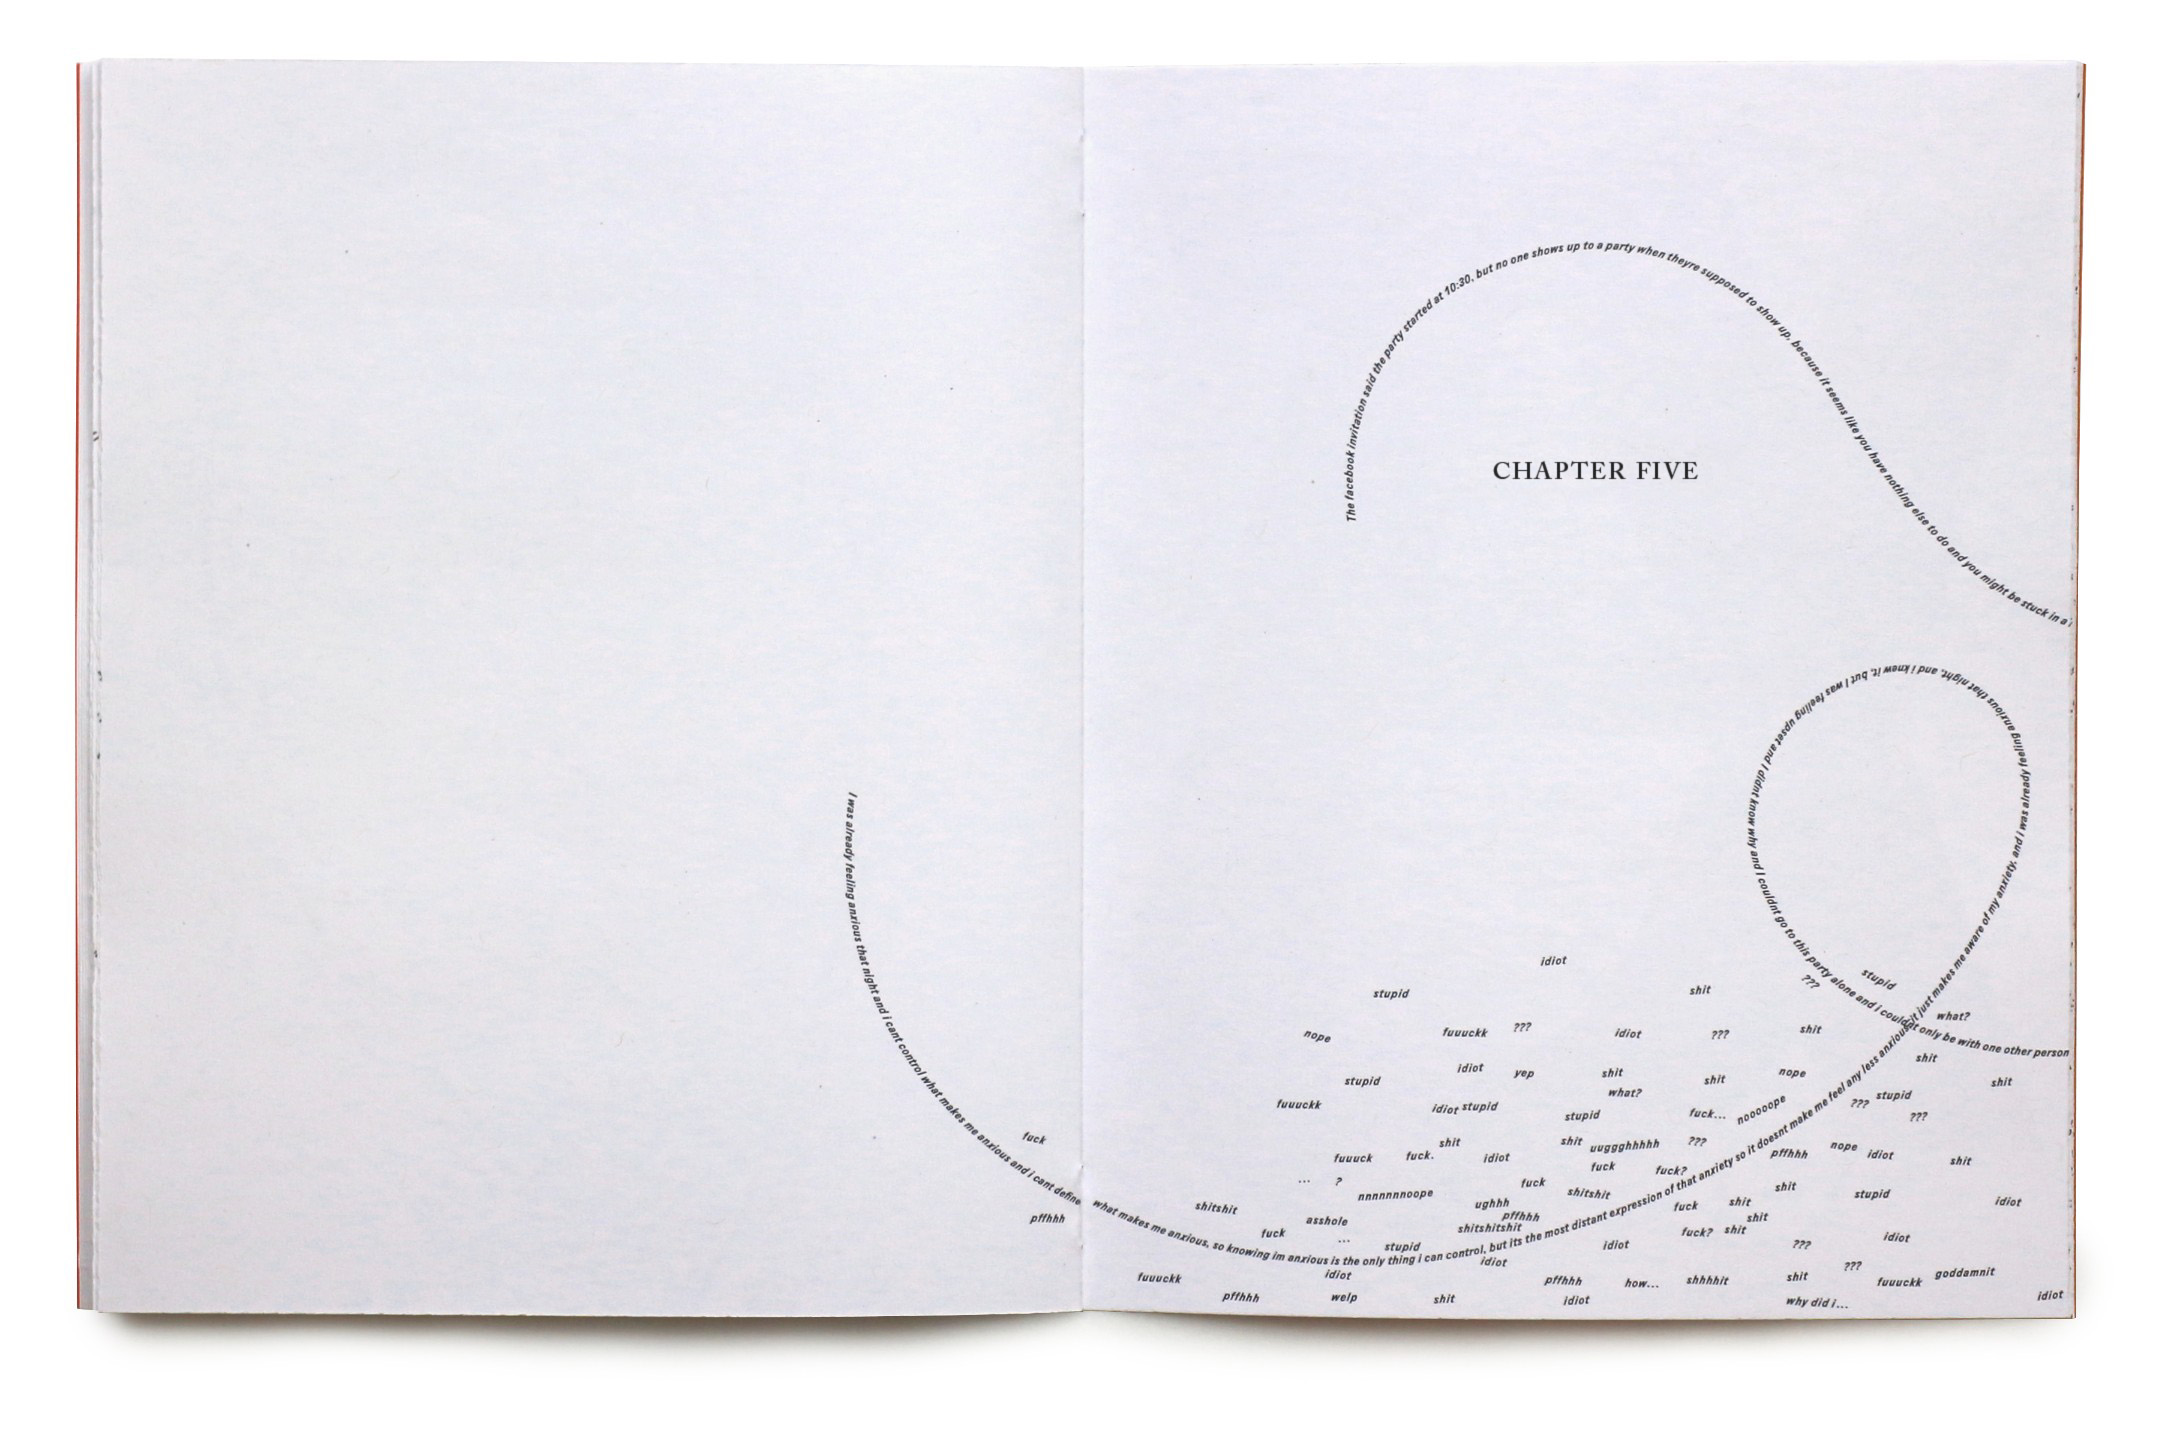 The facebook invitation said the party started at 10:30, but no one shows up to a party when theyre supposed to show up, because it seems like you have nothing else to do and you might be stuck in a
CHAPTER FIVE
I was already feeling anxious that night and i cant control what makes me anxious and i cant define what makes me anxious, so knowing im anxious is the only thing i can control, but its the most distant expression of that anxiety so it doesnt make me feel any less anxious, it just makes me aware of my anxiety, and i was already feeling anxious that night, and i knew it, but I was feeling upset and I didnt know why and I couldnt go to this party alone and i couldnt only be with one other person
idiot
stupid
shit
???
stupid
nope
fuuuckk
???
idiot
???
shit
what?
stupid
idiot
yep
shit
what?
shit
nope
shit
shit
fuuuckk
idiot
stupid
stupid
fuck...
nooooope
???
stupid
???
fuck
shit
shit
uuggghhhhh
???
nope
fuuuck
fuck.
idiot
fuck
fuck?
pffhhh
idiot
shit
...
?
nnnnnnnoope
fuck
shitshit
shit
stupid
pffhhh
shitshit
asshole
ughhh
pffhhh
shitshitshit
fuck
shit
shit
idiot
fuck
...
stupid
idiot
idiot
fuck?
shit
???
idiot
fuuuckk
idiot
pffhhh
how...
shhhhit
shit
???
fuuuckk
goddamnit
pffhhh
welp
shit
idiot
why did i...
idiot